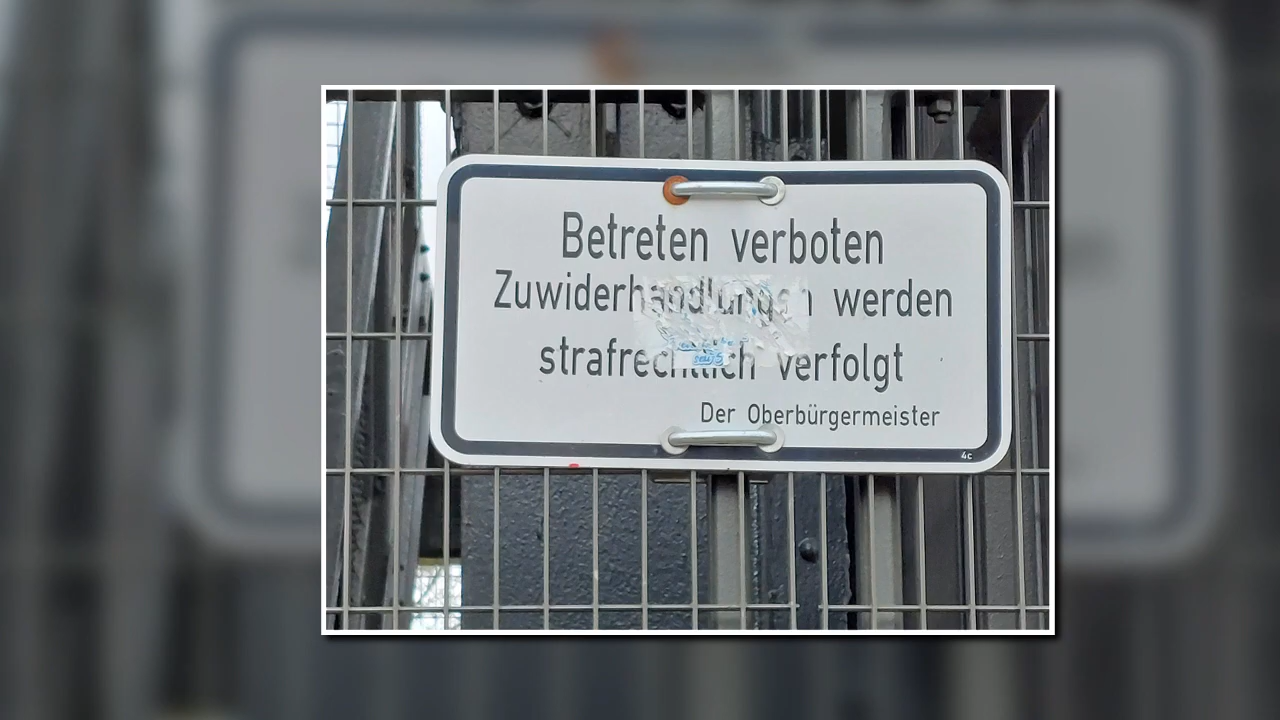 Betreten verboten
Zuwiderhandlungen werden
strafrechtlich verfolgt
Der Oberbürgermeister
4c